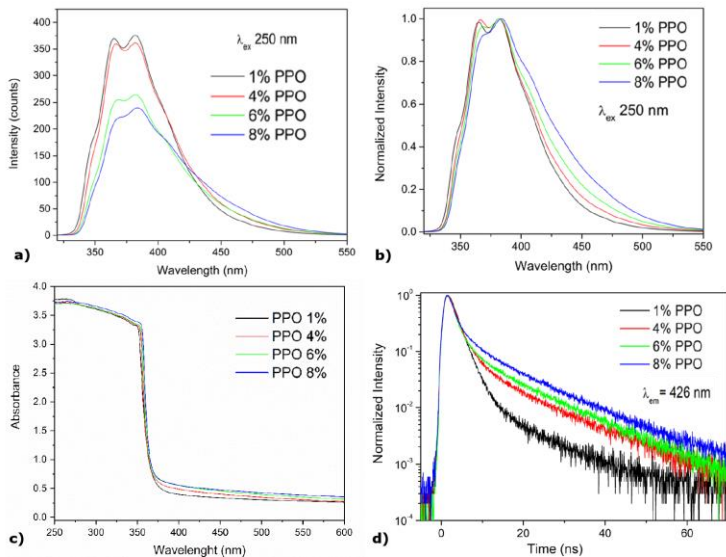 λex 250 nm
1% PPO
4% PPO
6% PPO
8% PPO
Intensity (counts)
400
350
300
250
200
150
100
50
0
350 400 450 500 550
Wavelength (nm)
a)
1% PPO
4% PPO
6% PPO
8% PPO
λex 250 nm
Normalized Intensity
1.0
0.8
0.6
0.4
0.2
0.0
350 400 450 500 550
Wavelength (nm)
b)
PPO 1%
PPO 4%
PPO 6%
PPO 8%
Absorbance
4.0
3.5
3.0
2.5
2.0
1.5
1.0
0.5
0.0
250 300 350 400 450 500 550 600
Wavelenght (nm)
c)
1% PPO
4% PPO
6% PPO
8% PPO
λem = 426 nm
Normalized Intensity
10⁰
10⁻¹
10⁻²
10⁻³
10⁻⁴
0 20 40 60
Time (ns)
d)